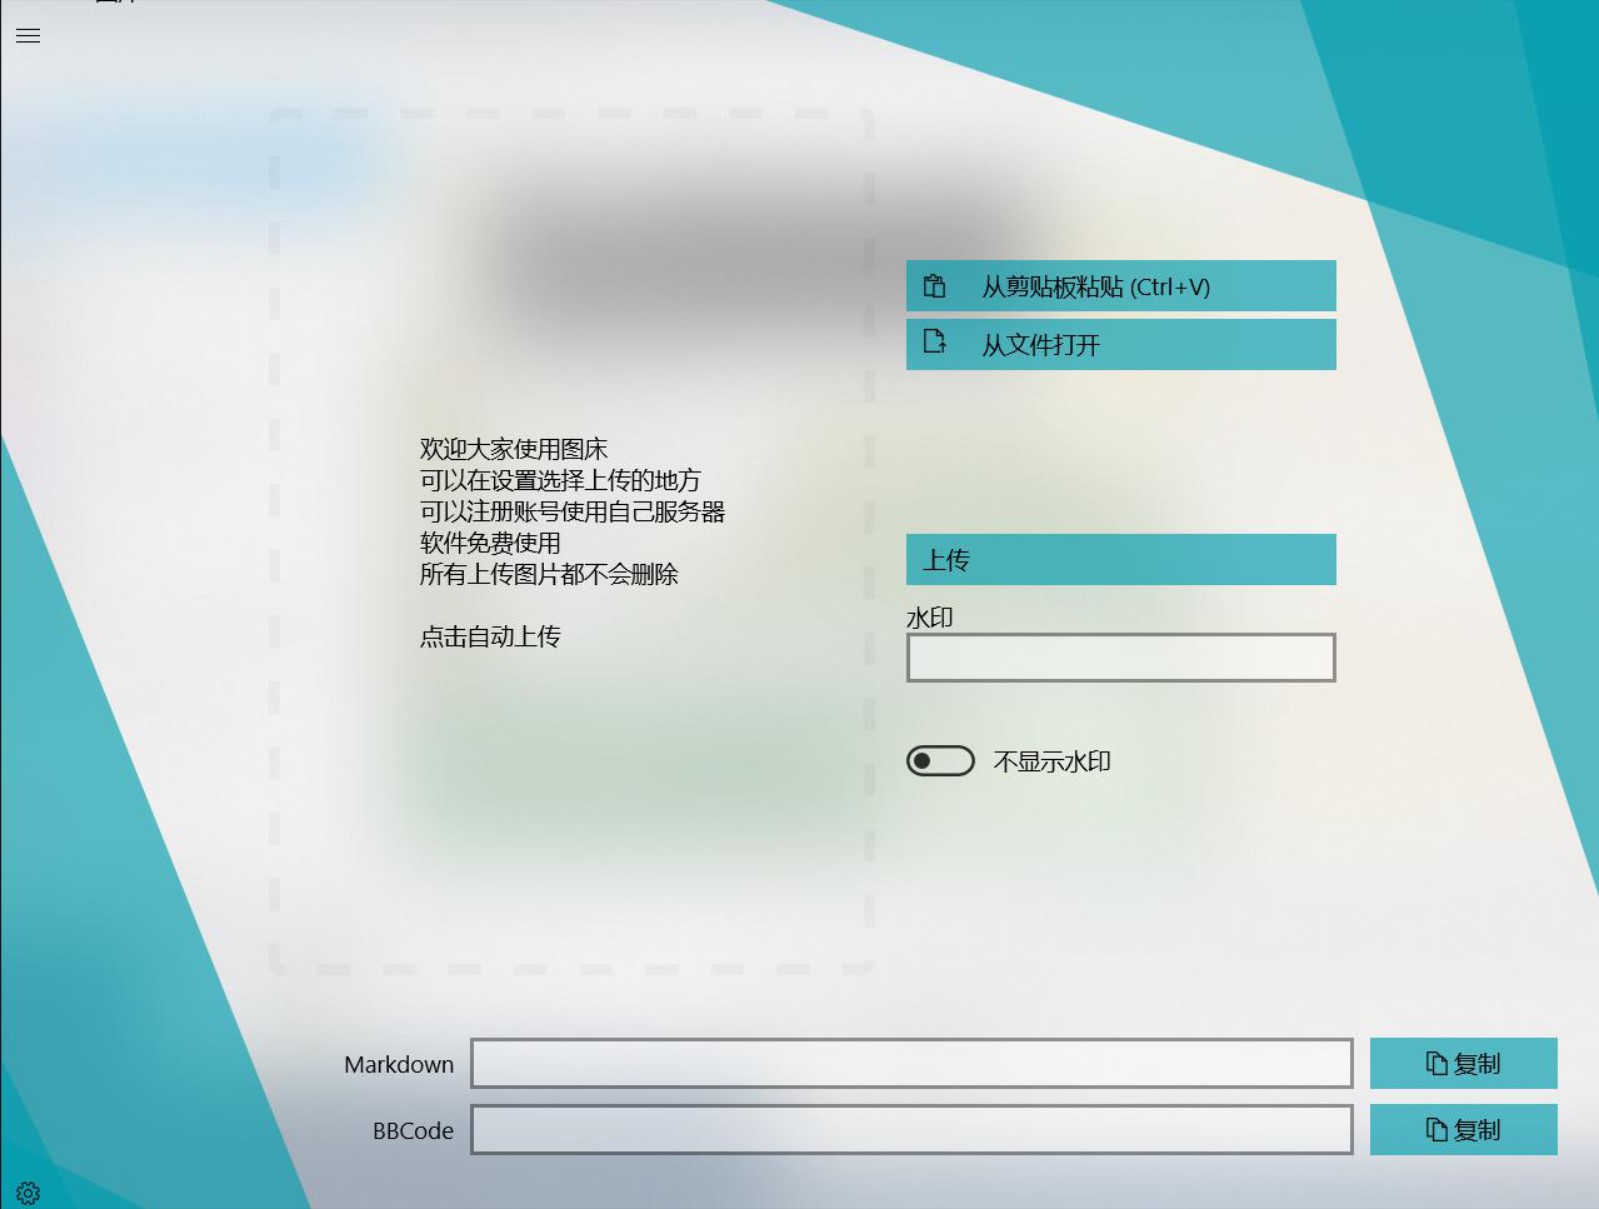 从剪贴板粘贴 (Ctrl+V)
从文件打开
欢迎大家使用图床
可以在设置选择上传的地方
可以注册账号使用自己服务器
软件免费使用
所有上传图片都不会删除
点击自动上传
上传
水印
不显示水印
Markdown
复制
BBCode
复制